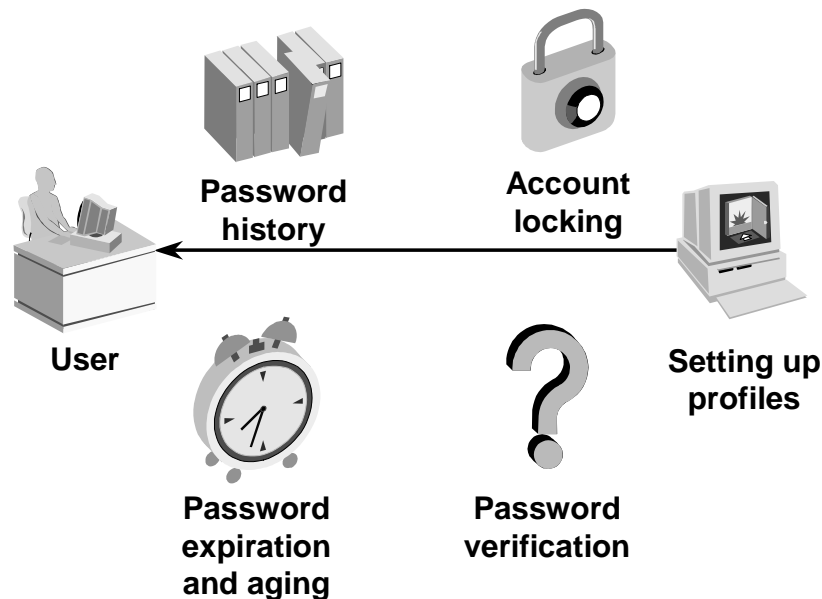 Password
history
Account
locking
User
Setting up
profiles
Password
expiration
and aging
Password
verification